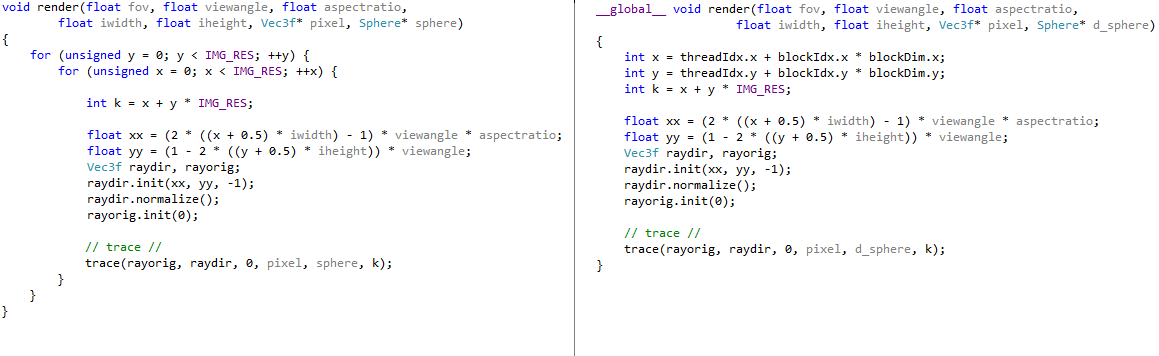 void render(float fov, float viewangle, float aspectratio,
float iwidth, float iheight, Vec3f* pixel, Sphere* sphere)
{
for (unsigned y = 0; y < IMG_RES; ++y) {
for (unsigned x = 0; x < IMG_RES; ++x) {
int k = x + y * IMG_RES;
float xx = (2 * ((x + 0.5) * iwidth) - 1) * viewangle * aspectratio;
float yy = (1 - 2 * ((y + 0.5) * iheight)) * viewangle;
Vec3f raydir, rayorig;
raydir.init(xx, yy, -1);
raydir.normalize();
rayorig.init(0);
// trace //
trace(rayorig, raydir, 0, pixel, sphere, k);
}
}
}
__global__ void render(float fov, float viewangle, float aspectratio,
float iwidth, float iheight, Vec3f* pixel, Sphere* d_sphere)
{
int x = threadIdx.x + blockIdx.x * blockDim.x;
int y = threadIdx.y + blockIdx.y * blockDim.y;
int k = x + y * IMG_RES;
float xx = (2 * ((x + 0.5) * iwidth) - 1) * viewangle * aspectratio;
float yy = (1 - 2 * ((y + 0.5) * iheight)) * viewangle;
Vec3f raydir, rayorig;
raydir.init(xx, yy, -1);
raydir.normalize();
rayorig.init(0);
// trace //
trace(rayorig, raydir, 0, pixel, d_sphere, k);
}